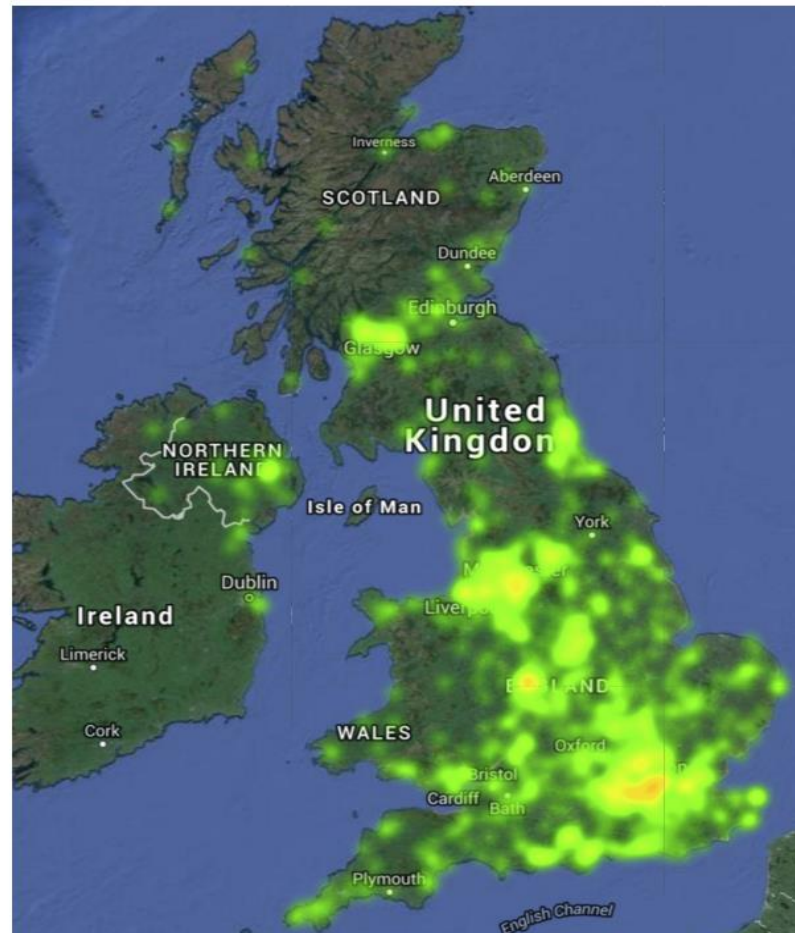 Inverness
SCOTLAND
Aberdeen
Dundee
Edinburgh
Glasgow
United
Kingdom
NORTHERN
IRELAND
Isle of Man
York
Dublin
Ireland
Limerick
ENGLAND
Cork
WALES
Oxford
Bristol
Cardiff
Bath
Plymouth
English Channel